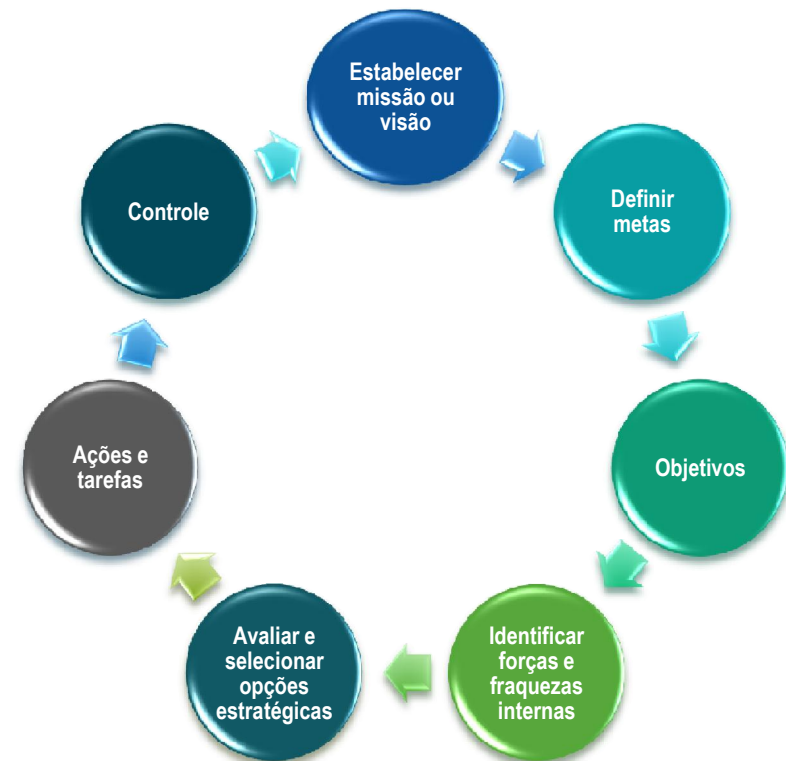 Estabelecer
missão ou
visão
Definir
metas
Objetivos
Identificar
forças e
fraquezas
internas
Avaliar e
selecionar
opções
estratégicas
Ações e
tarefas
Controle